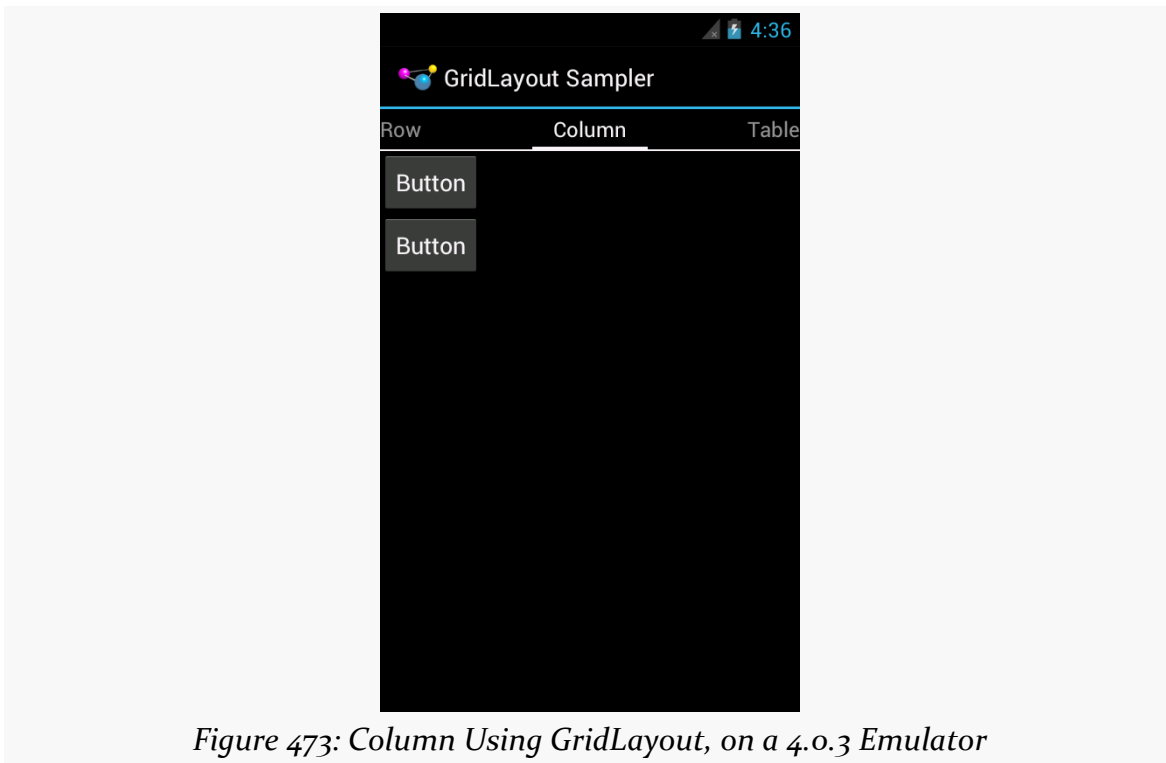 4:36
GridLayout Sampler
Row Column Table
Button
Button
Figure 473: Column Using GridLayout, on a 4.0.3 Emulator